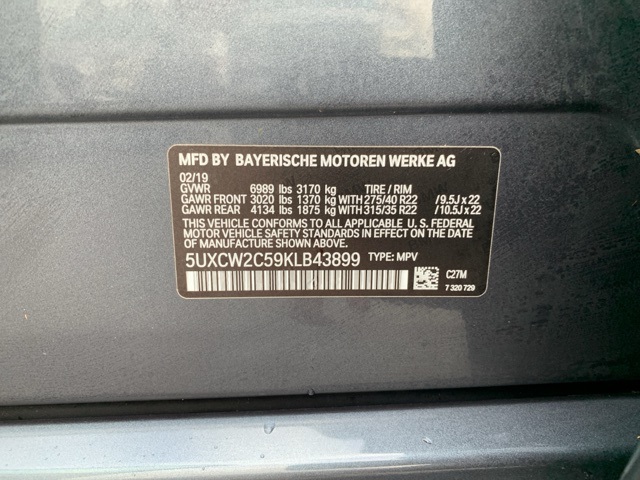 MFD BY BAYERISCHE MOTOREN WERKE AG
02/19
GVWR 6989 lbs 3170 kg TIRE / RIM
GAWR FRONT 3020 lbs 1370 kg WITH 275/40 R22 /9.5J x 22
GAWR REAR 4134 lbs 1875 kg WITH 315/35 R22 /10.5J x 22
THIS VEHICLE CONFORMS TO ALL APPLICABLE U. S. FEDERAL
MOTOR VEHICLE SAFETY STANDARDS IN EFFECT ON THE
DATE OF MANUFACTURE SHOWN ABOVE.
5UXCW2C59KLB43899 TYPE: MPV
C27M
7 320 729